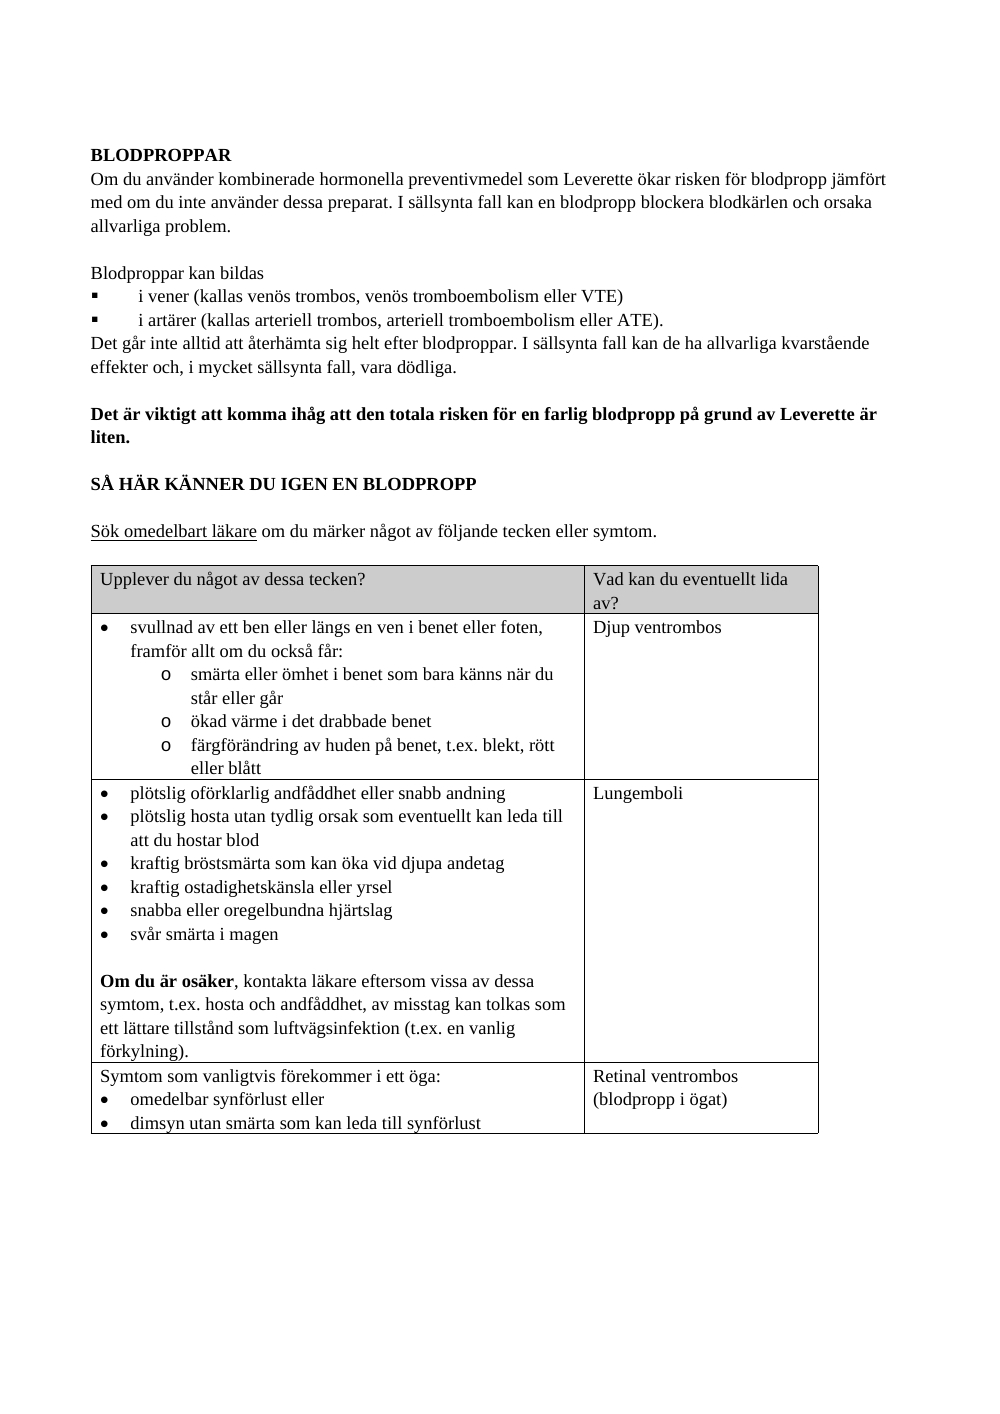 BLODPROPPAR
Om du använder kombinerade hormonella preventivmedel som Leverette ökar risken för blodpropp jämfört
med om du inte använder dessa preparat. I sällsynta fall kan en blodpropp blockera blodkärlen och orsaka
allvarliga problem.
Blodproppar kan bildas
▪ i vener (kallas venös trombos, venös tromboembolism eller VTE)
▪ i artärer (kallas arteriell trombos, arteriell tromboembolism eller ATE).
Det går inte alltid att återhämta sig helt efter blodproppar. I sällsynta fall kan de ha allvarliga kvarstående
effekter och, i mycket sällsynta fall, vara dödliga.
Det är viktigt att komma ihåg att den totala risken för en farlig blodpropp på grund av Leverette är
liten.
SÅ HÄR KÄNNER DU IGEN EN BLODPROPP
Sök omedelbart läkare om du märker något av följande tecken eller symtom.
Upplever du något av dessa tecken?
Vad kan du eventuellt lida
av?
• svullnad av ett ben eller längs en ven i benet eller foten,
framför allt om du också får:
o smärta eller ömhet i benet som bara känns när du
står eller går
o ökad värme i det drabbade benet
o färgförändring av huden på benet, t.ex. blekt, rött
eller blått
Djup ventrombos
• plötslig oförklarlig andfåddhet eller snabb andning
• plötslig hosta utan tydlig orsak som eventuellt kan leda till
att du hostar blod
• kraftig bröstsmärta som kan öka vid djupa andetag
• kraftig ostadighetskänsla eller yrsel
• snabba eller oregelbundna hjärtslag
• svår smärta i magen
Om du är osäker, kontakta läkare eftersom vissa av dessa
symtom, t.ex. hosta och andfåddhet, av misstag kan tolkas som
ett lättare tillstånd som luftvägsinfektion (t.ex. en vanlig
förkylning).
Lungemboli
Symtom som vanligtvis förekommer i ett öga:
• omedelbar synförlust eller
• dimsyn utan smärta som kan leda till synförlust
Retinal ventrombos
(blodpropp i ögat)